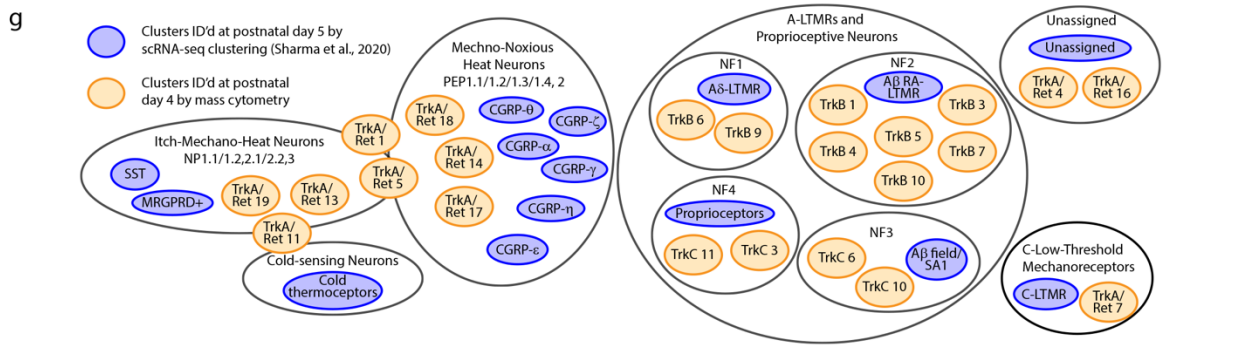 g
Clusters ID'd at postnatal day 5 by
scRNA-seq clustering (Sharma et al., 2020)
Clusters ID'd at postnatal
day 4 by mass cytometry
Itch-Mechano-Heat Neurons
NP1.1/1.2,2.1/2.2,3
SST
MRGPRD+
TrkA/
Ret 19
TrkA/
Ret 13
TrkA/
Ret 11
TrkA/
Ret 1
TrkA/
Ret 5
Cold-sensing Neurons
Cold
thermoceptors
Mechno-Noxious
Heat Neurons
PEP1.1/1.2/1.3/1.4, 2
TrkA/
Ret 18
TrkA/
Ret 14
TrkA/
Ret 17
CGRP-θ
CGRP-ζ
CGRP-α
CGRP-γ
CGRP-η
CGRP-ε
A-LTMRs and
Proprioceptive Neurons
NF1
Aδ-LTMR
TrkB 6
TrkB 9
NF2
Aβ RA-
LTMR
TrkB 1
TrkB 3
TrkB 5
TrkB 4
TrkB 7
TrkB 10
NF4
Proprioceptors
TrkC 11
TrkC 3
NF3
TrkC 6
Aβ field/
SA1
TrkC 10
Unassigned
Unassigned
TrkA/
Ret 4
TrkA/
Ret 16
C-Low-Threshold
Mechanoreceptors
C-LTMR
TrkA/
Ret 7